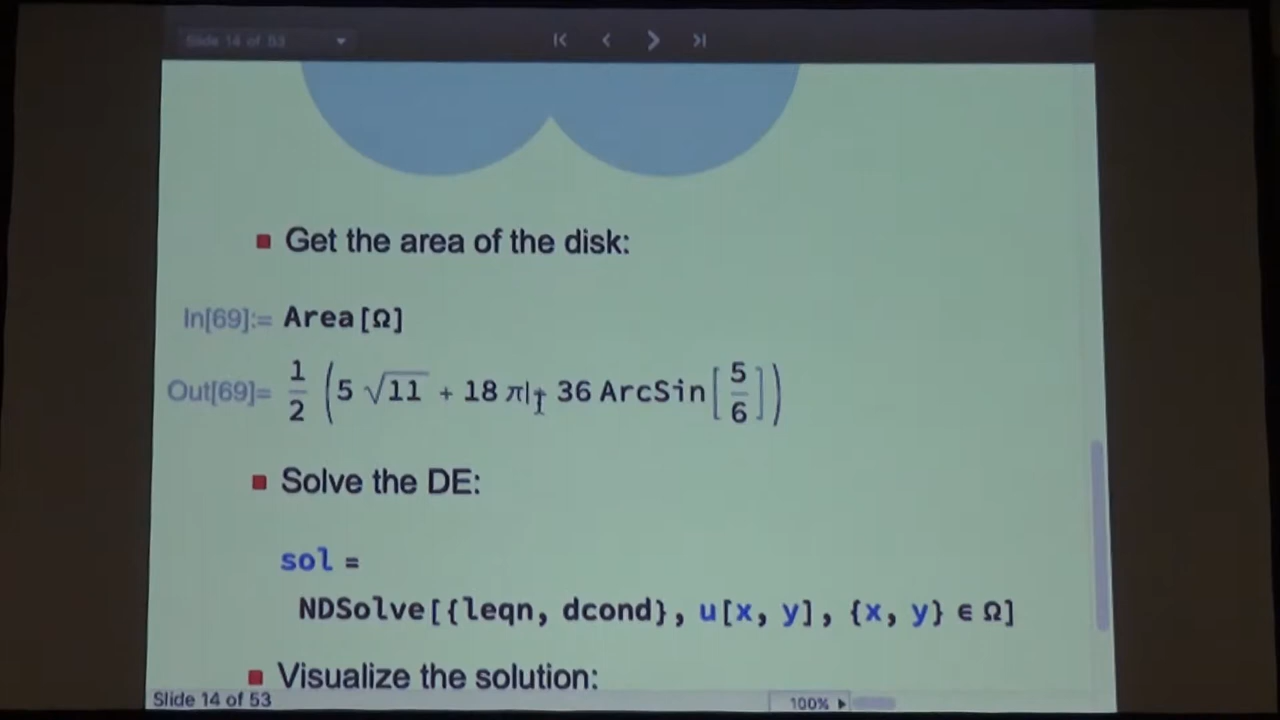 Slide 14 of 53
Get the area of the disk:
In[69]:= Area[Ω]
Out[69]= 1/2 (5 √11 + 18 π + 36 ArcSin[5/6])
Solve the DE:
sol =
NDSolve[{leqn, dcond}, u[x, y], {x, y} ∈ Ω]
Visualize the solution:
Slide 14 of 53
100%